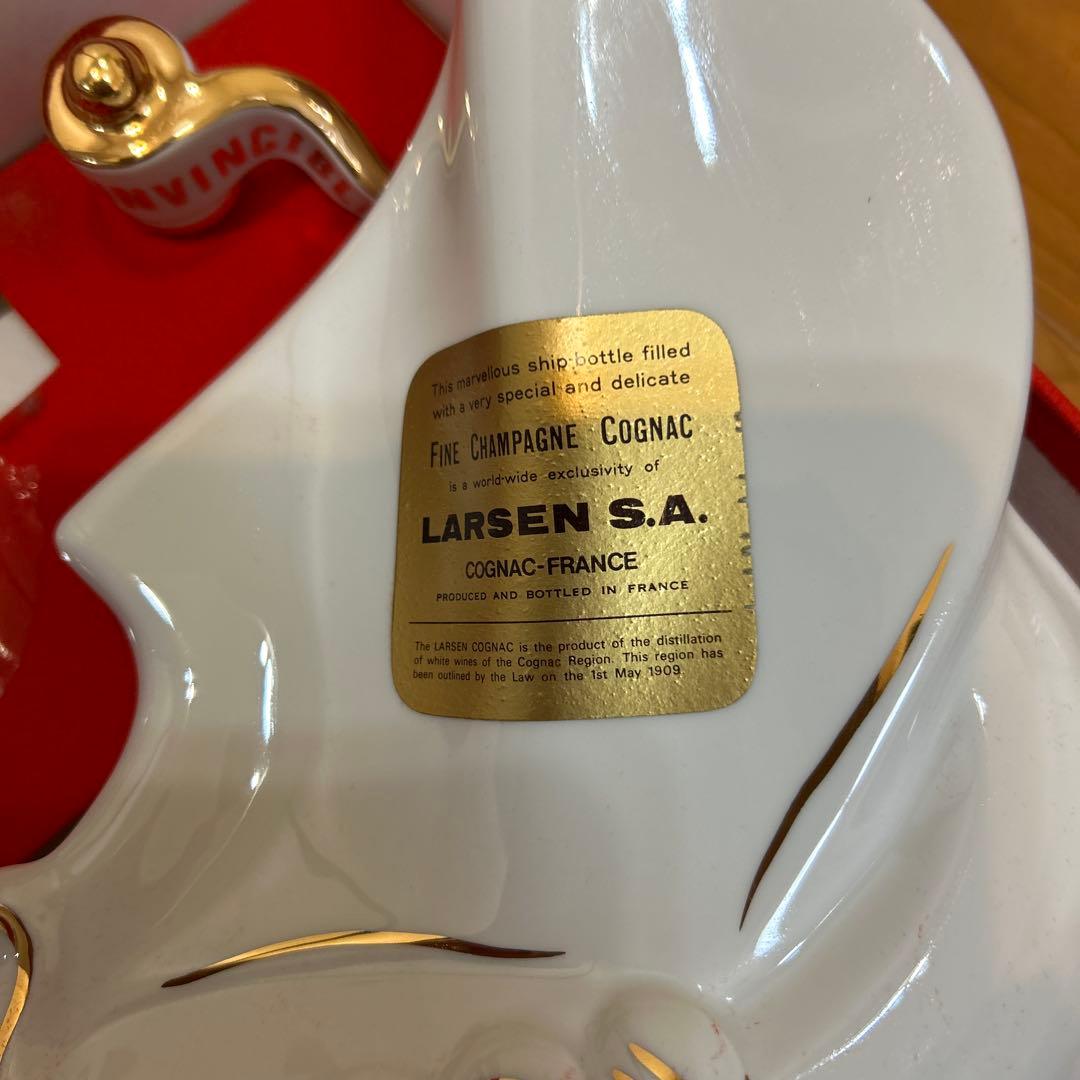 INVINCIBLE
This marvellous ship-bottle filled
with a very special and delicate
FINE CHAMPAGNE COGNAC
is a world-wide exclusivity of
LARSEN S.A.
COGNAC-FRANCE
PRODUCED AND BOTTLED IN FRANCE
The LARSEN COGNAC is the product of the distillation
of white wines of the Cognac Region. This region has
been outlined by the Law on the 1st May 1909.